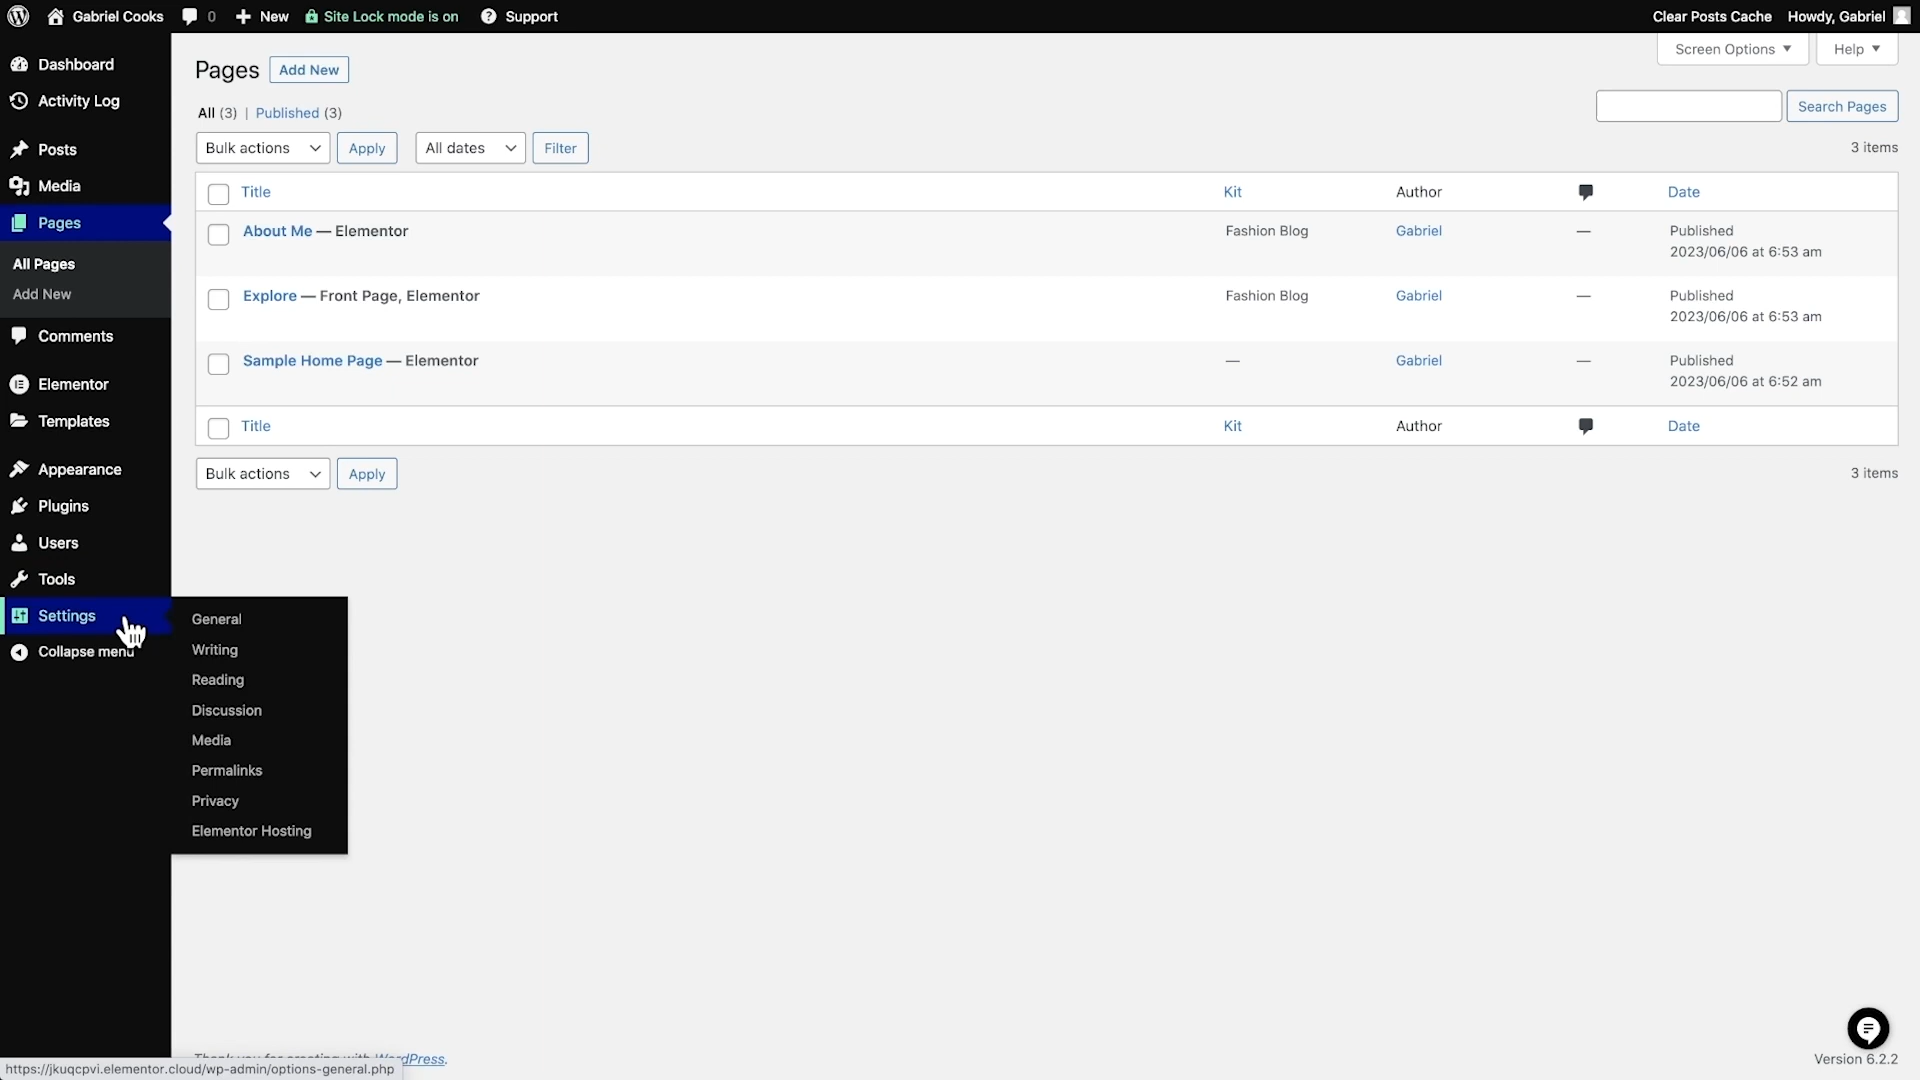 Gabriel Cooks 0 New Site Lock mode is on Support Clear Posts Cache Howdy, Gabriel
Dashboard
Activity Log
Posts
Media
Pages
All Pages
Add New
Comments
Elementor
Templates
Appearance
Plugins
Users
Tools
Settings
Collapse menu
General
Writing
Reading
Discussion
Media
Permalinks
Privacy
Elementor Hosting
Screen Options ▼ Help ▼
Pages Add New
All (3) | Published (3)
Search Pages
Bulk actions Apply All dates Filter 3 items
Title Kit Author Date
About Me — Elementor Fashion Blog Gabriel — Published
2023/06/06 at 6:53 am
Explore — Front Page, Elementor Fashion Blog Gabriel — Published
2023/06/06 at 6:53 am
Sample Home Page — Elementor — Gabriel — Published
2023/06/06 at 6:52 am
Title Kit Author Date
Bulk actions Apply 3 items
Thank you for creating with WordPress.
Version 6.2.2
https://jkuqcpvi.elementor.cloud/wp-admin/options-general.php